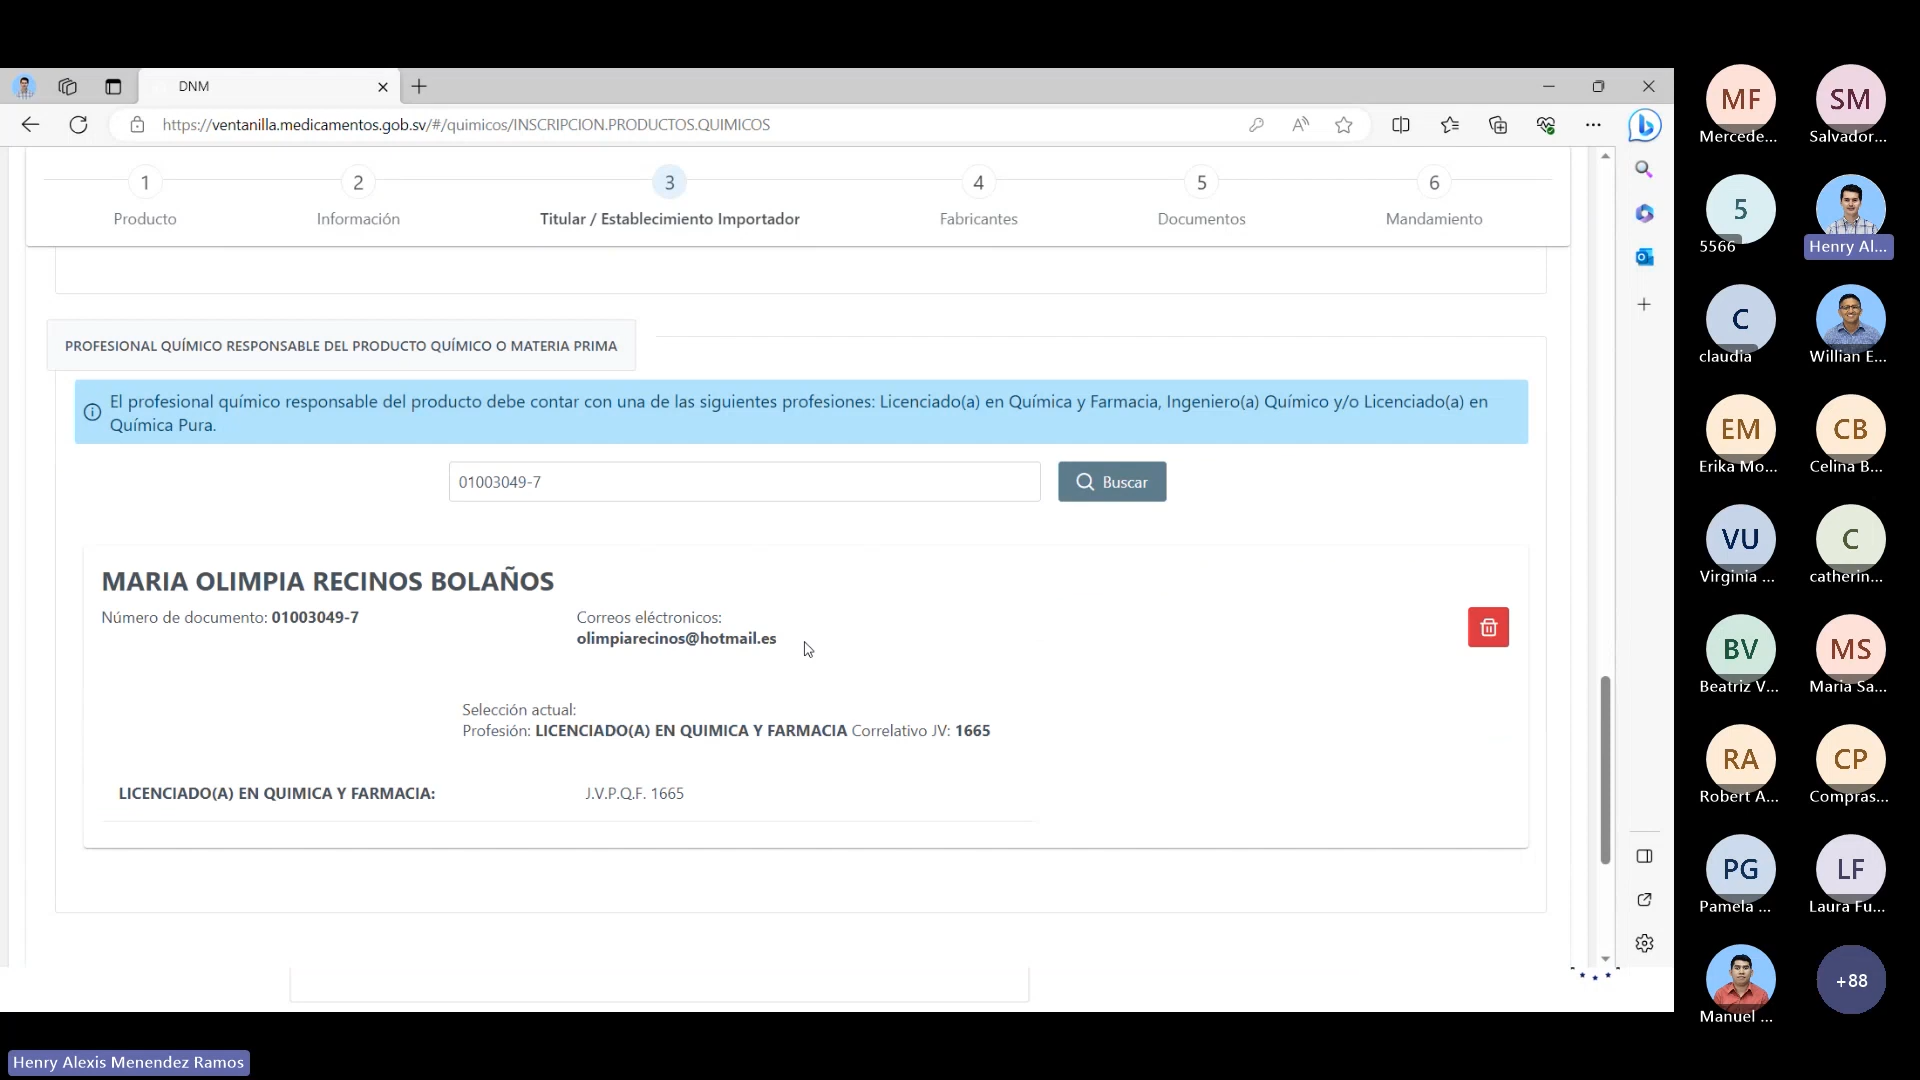 DNM
https://ventanilla.medicamentos.gob.sv/#/quimicos/INSCRIPCION.PRODUCTOS.QUIMICOS
1
Producto
2
Información
3
Titular / Establecimiento Importador
4
Fabricantes
5
Documentos
6
Mandamiento
PROFESIONAL QUÍMICO RESPONSABLE DEL PRODUCTO QUÍMICO O MATERIA PRIMA
El profesional químico responsable del producto debe contar con una de las siguientes profesiones: Licenciado(a) en Química y Farmacia, Ingeniero(a) Químico y/o Licenciado(a) en
Química Pura.
01003049-7
Buscar
MARIA OLIMPIA RECINOS BOLAÑOS
Número de documento: 01003049-7
Correos eléctronicos:
olimpiarecinos@hotmail.es
Selección actual:
Profesión: LICENCIADO(A) EN QUIMICA Y FARMACIA Correlativo JV: 1665
LICENCIADO(A) EN QUIMICA Y FARMACIA:
J.V.P.Q.F. 1665
MF
Mercede...
SM
Salvador...
5
5566
Henry Al...
C
claudia
Willian E...
EM
Erika Mo...
CB
Celina B...
VU
Virginia ...
C
catherin...
BV
Beatriz V...
MS
Maria Sa...
RA
Robert A...
CP
Compras...
PG
Pamela ...
LF
Laura Fu...
Manuel ...
+88
Henry Alexis Menendez Ramos